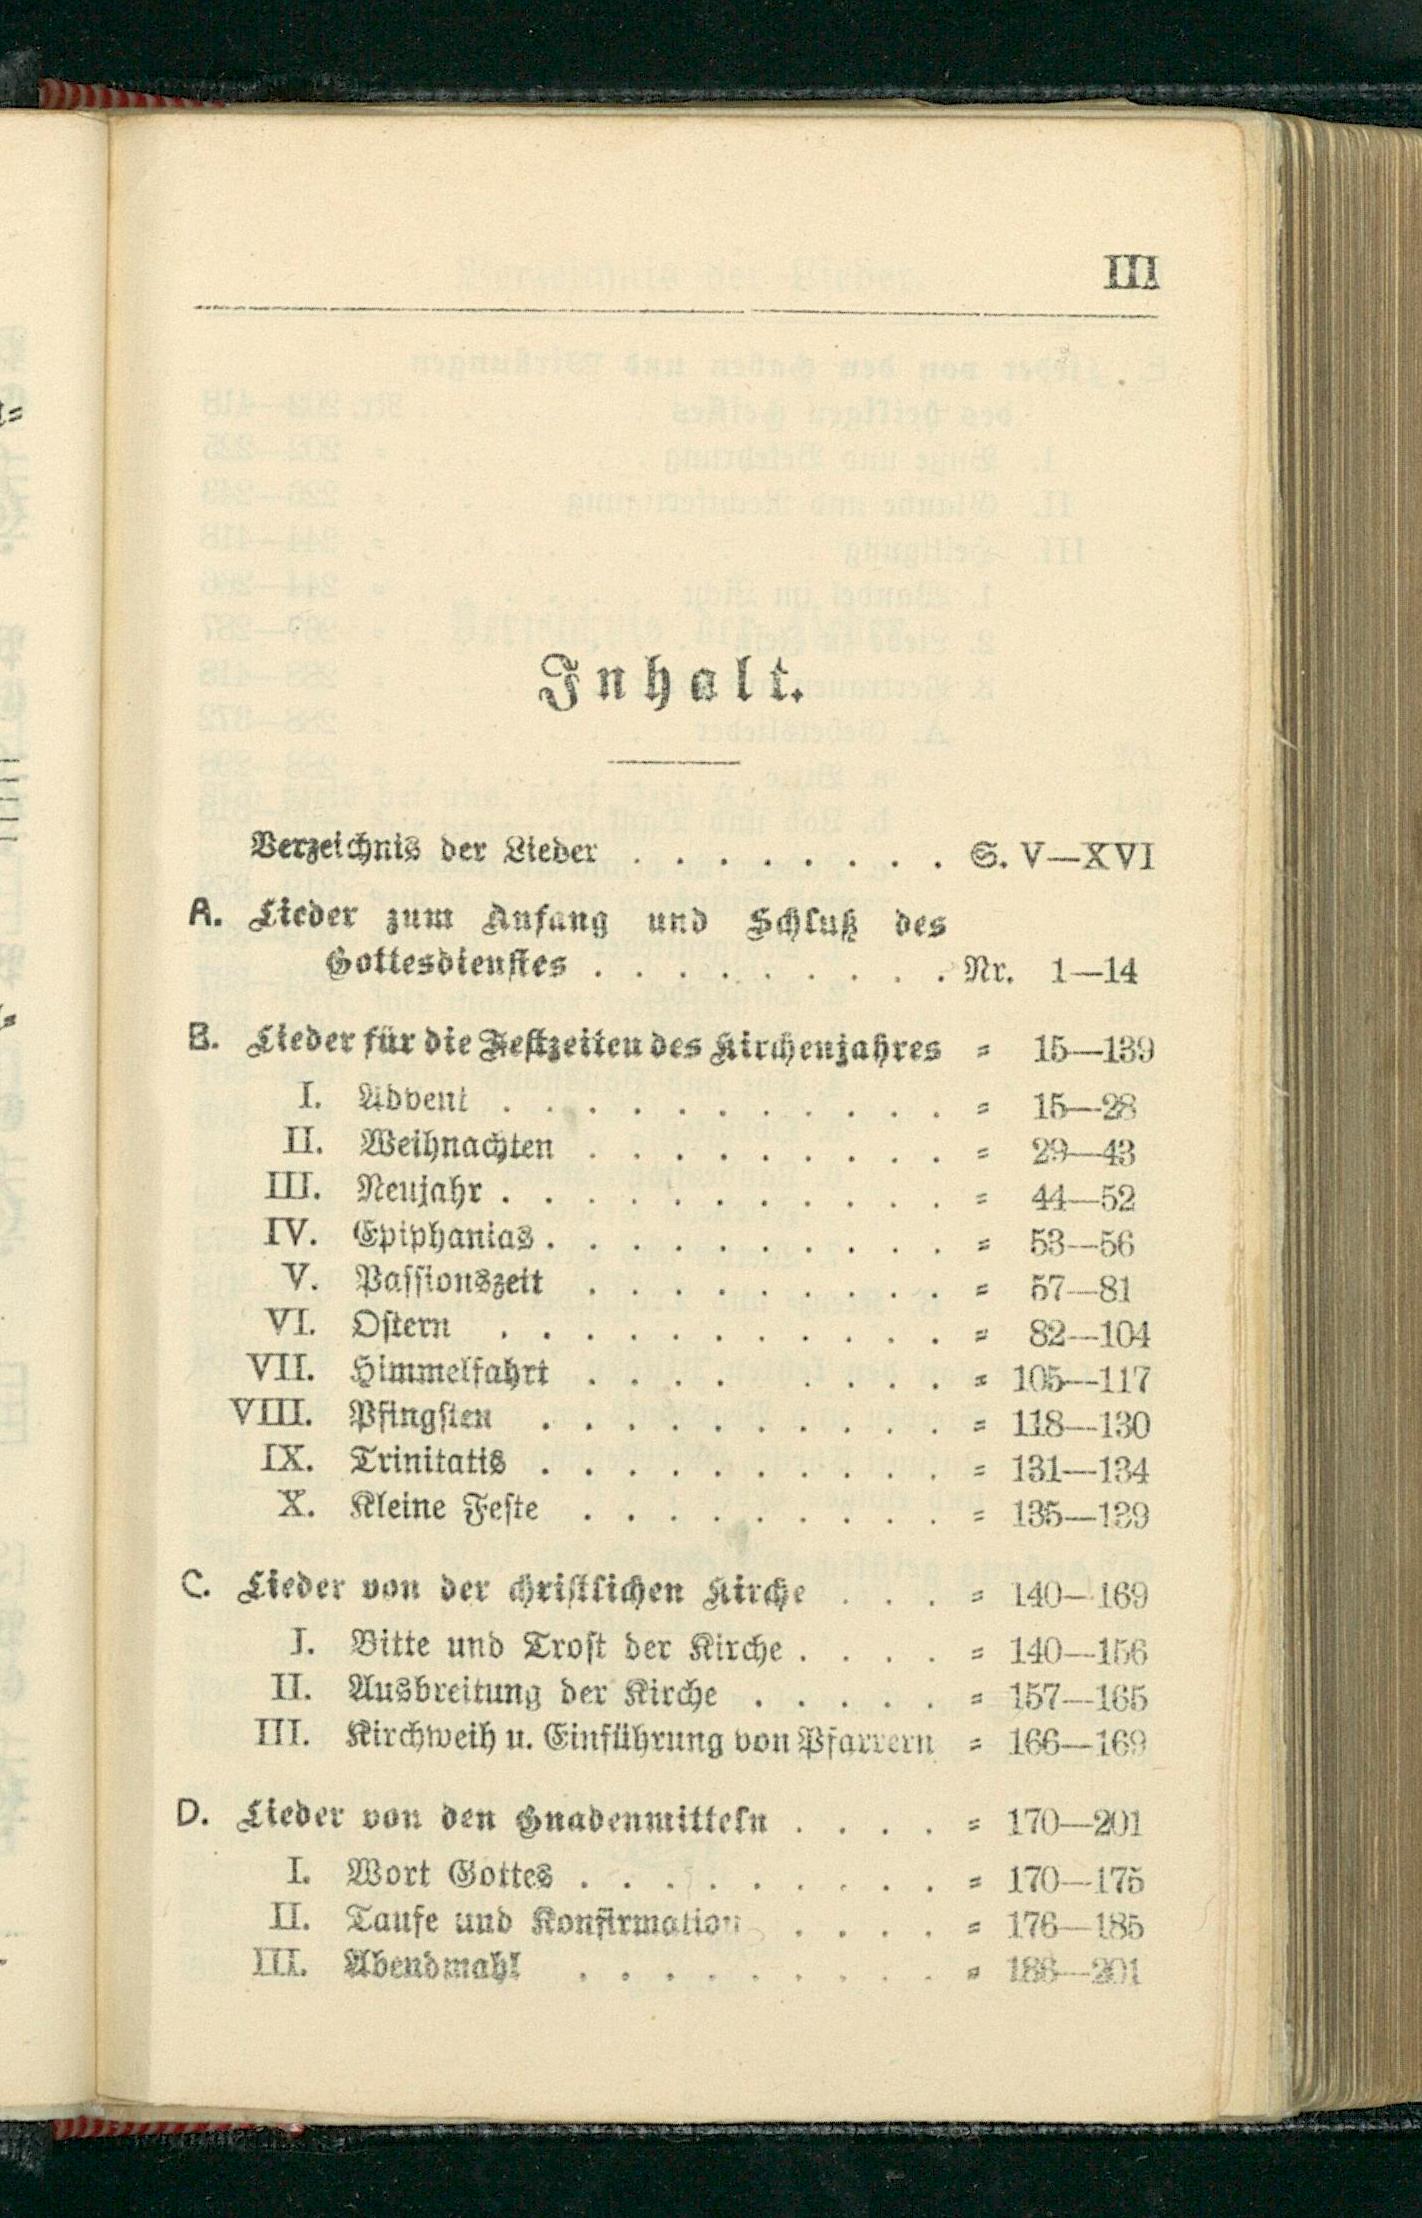 III
Inhalt.
Verzeichnis der Lieder . . . . . . . . S. V—XVI
A. Lieder zum Anfang und Schluß des
Gottesdienstes . . . . . . . . . Nr. 1—14
B. Lieder für die Festzeiten des Kirchenjahres = 15—139
I. Advent . . . . . . . . . . . = 15—28
II. Weihnachten . . . . . . . . . = 29—43
III. Neujahr . . . . . . . . . . . = 44—52
IV. Epiphanias . . . . . . . . . . = 53—56
V. Passionszeit . . . . . . . . . = 57—81
VI. Ostern . . . . . . . . . . . = 82—104
VII. Himmelfahrt . . . . . . . . . = 105—117
VIII. Pfingsten . . . . . . . . . . = 118—130
IX. Trinitatis . . . . . . . . . . = 131—134
X. Kleine Feste . . . . . . . . . = 135—139
C. Lieder von der christlichen Kirche . . . = 140—169
I. Bitte und Trost der Kirche . . . . = 140—156
II. Ausbreitung der Kirche . . . . . = 157—165
III. Kirchweih u. Einführung von Pfarrern = 166—169
D. Lieder von den Gnadenmitteln . . . . = 170—201
I. Wort Gottes . . . . . . . . . = 170—175
II. Taufe und Konfirmation . . . . = 176—185
III. Abendmahl . . . . . . . . . = 186—201